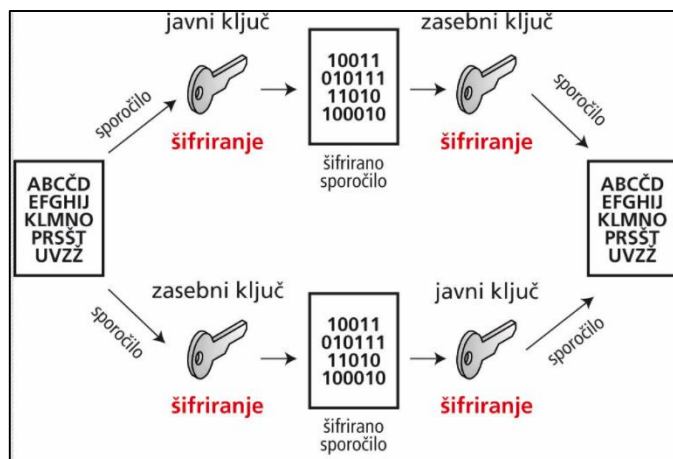 javni ključ
zasebni ključ
sporočilo
10011
010111
11010
100010
sporočilo
šifriranje
šifriranje
šifrirano
sporočilo
ABCČD
EFGHIJ
KLMNO
PRSŠT
UVZŽ
ABCČD
EFGHIJ
KLMNO
PRSŠT
UVZŽ
zasebni ključ
javni ključ
sporočilo
10011
010111
11010
100010
sporočilo
šifriranje
šifriranje
šifrirano
sporočilo